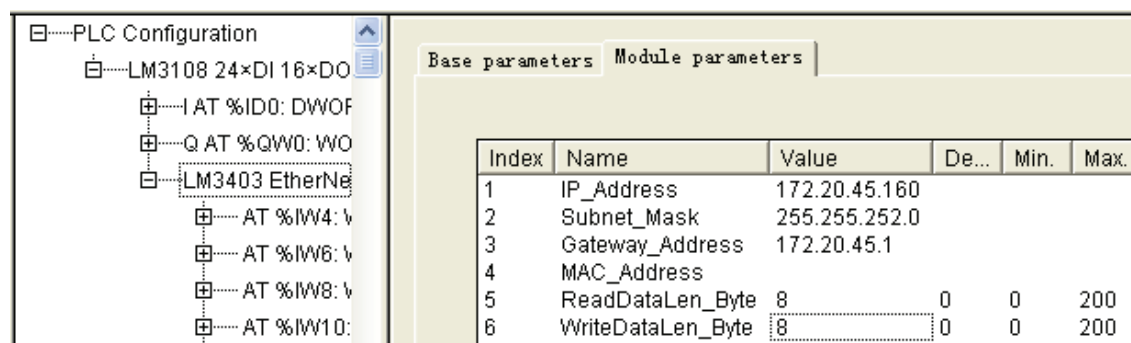 PLC Configuration
LM3108 24×DI 16×DO
I AT %ID0: DWOF
Q AT %QW0: WO
LM3403 EtherNe
AT %IW4: V
AT %IW6: V
AT %IW8: V
AT %IW10:
Base parameters Module parameters
Index Name Value De... Min. Max.
1 IP_Address 172.20.45.160
2 Subnet_Mask 255.255.252.0
3 Gateway_Address 172.20.45.1
4 MAC_Address
5 ReadDataLen_Byte 8 0 0 200
6 WriteDataLen_Byte 8 0 0 200